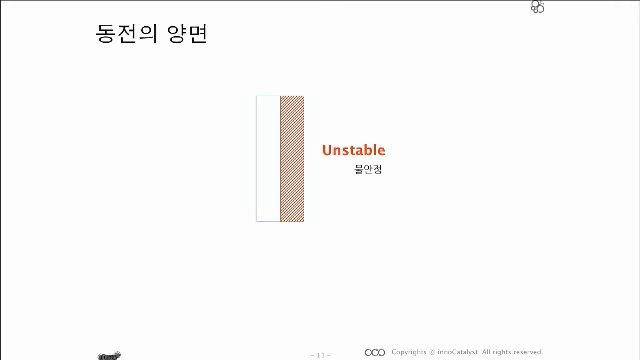 동전의 양면
Unstable
불안정
- 11 -
Copyrights ⓒ innoCatalyst. All rights reserved.